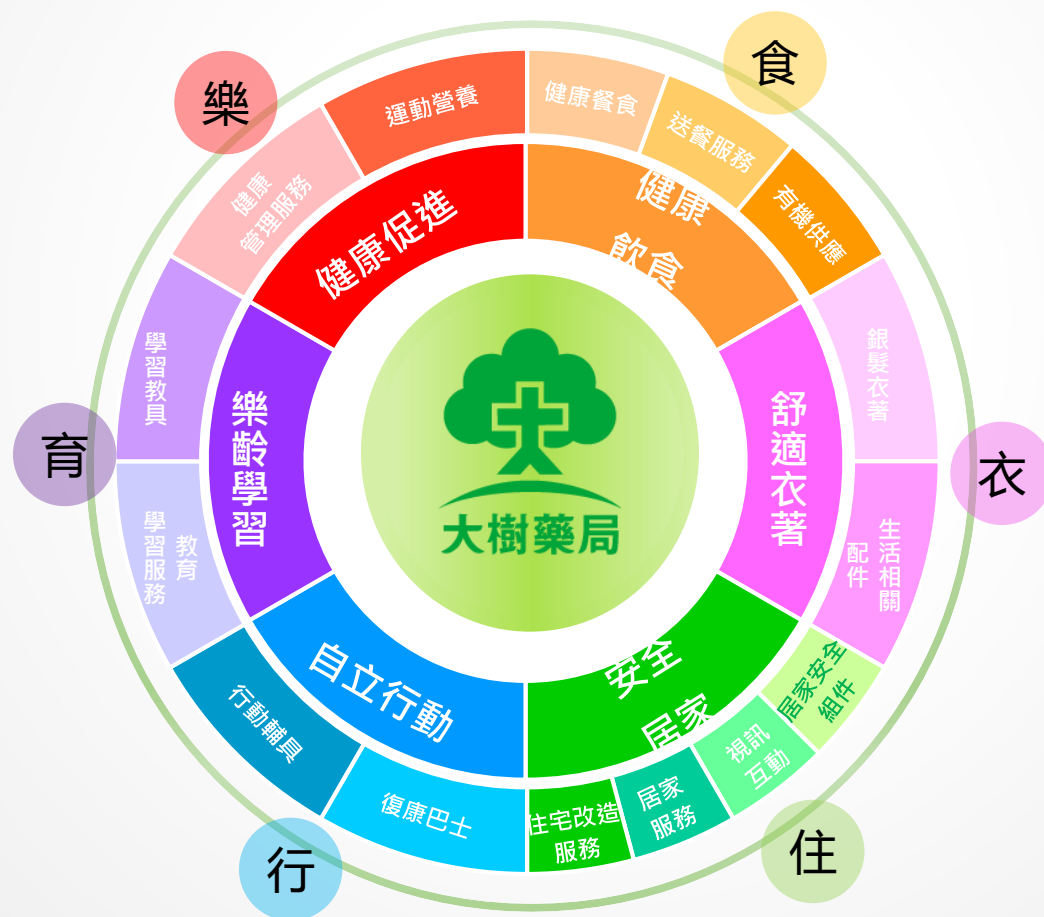 食
健康餐食
送餐服務
有機供應
健康
飲食
衣
銀髮衣著
生活相關
配件
舒適衣著
住
居家安全
組件
視訊
互動
居家
服務
住宅改造
服務
安全
居家
行
復康巴士
行動輔具
自立行動
育
教育
學習服務
學習教具
樂齡學習
樂
健康
管理服務
運動營養
健康促進
大樹藥局